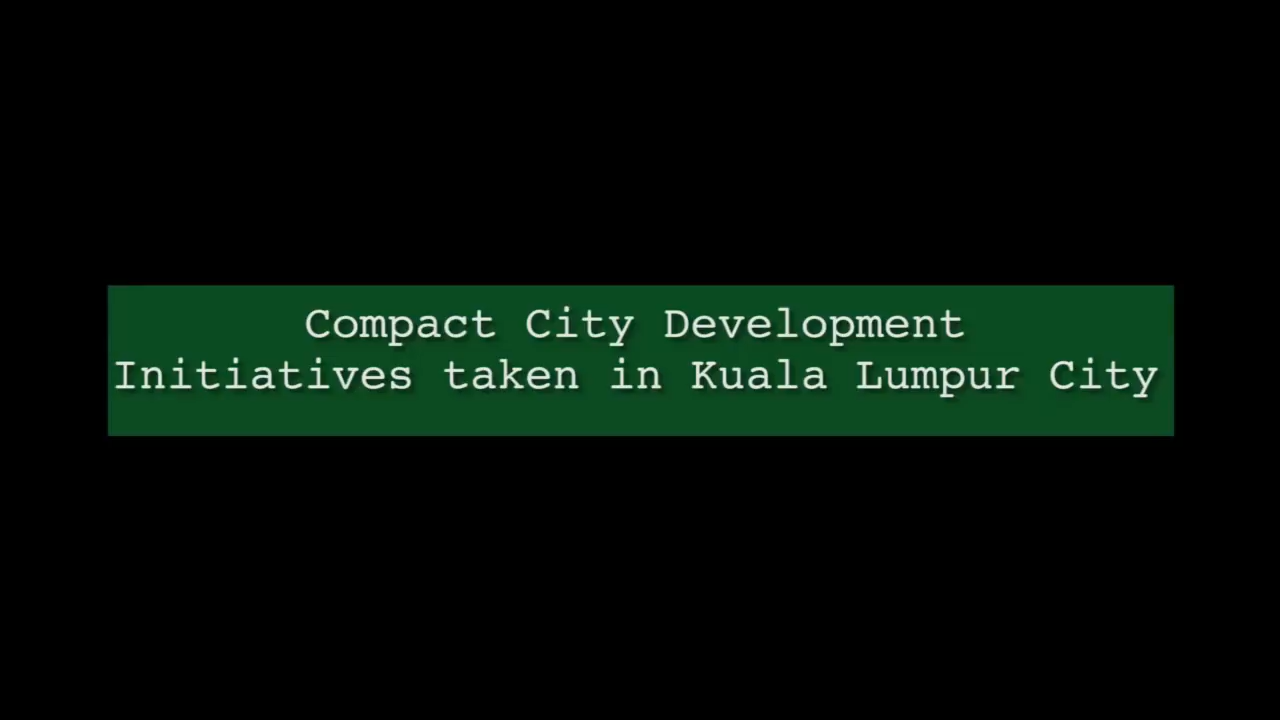 Compact City Development
Initiatives taken in Kuala Lumpur City